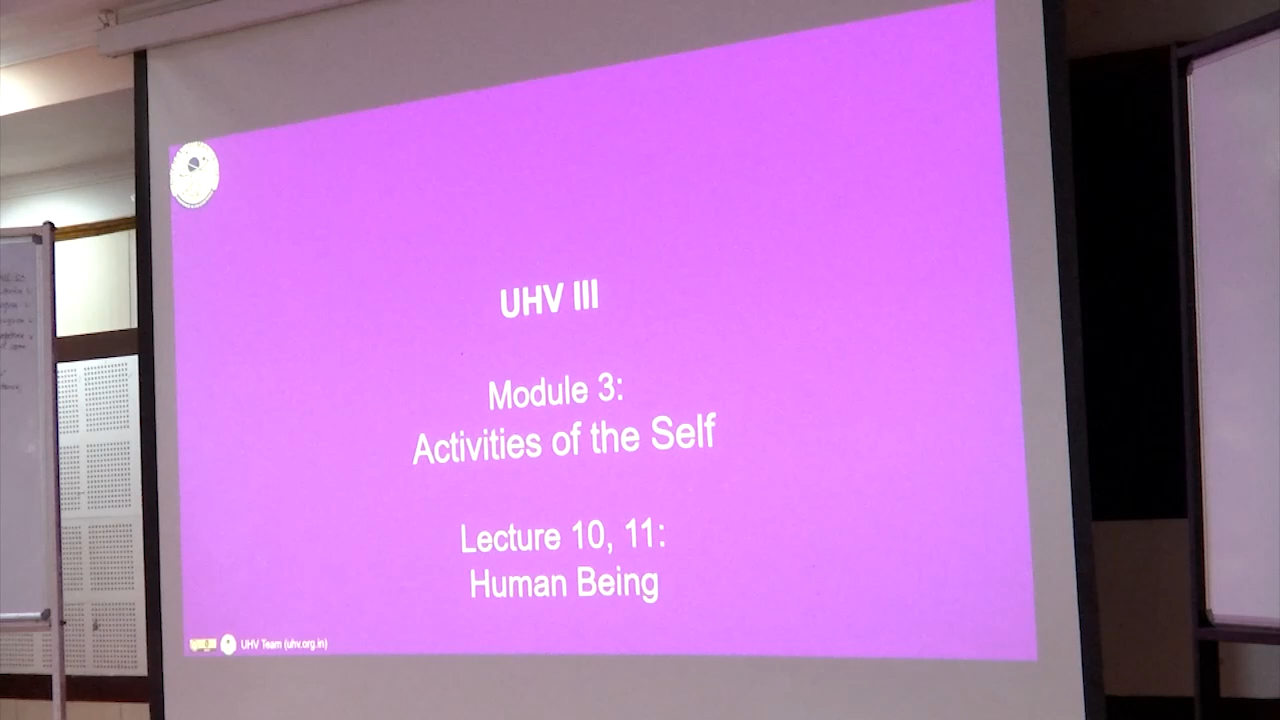 UHV III
Module 3:
Activities of the Self
Lecture 10, 11:
Human Being
UHV Team (uhv.org.in)